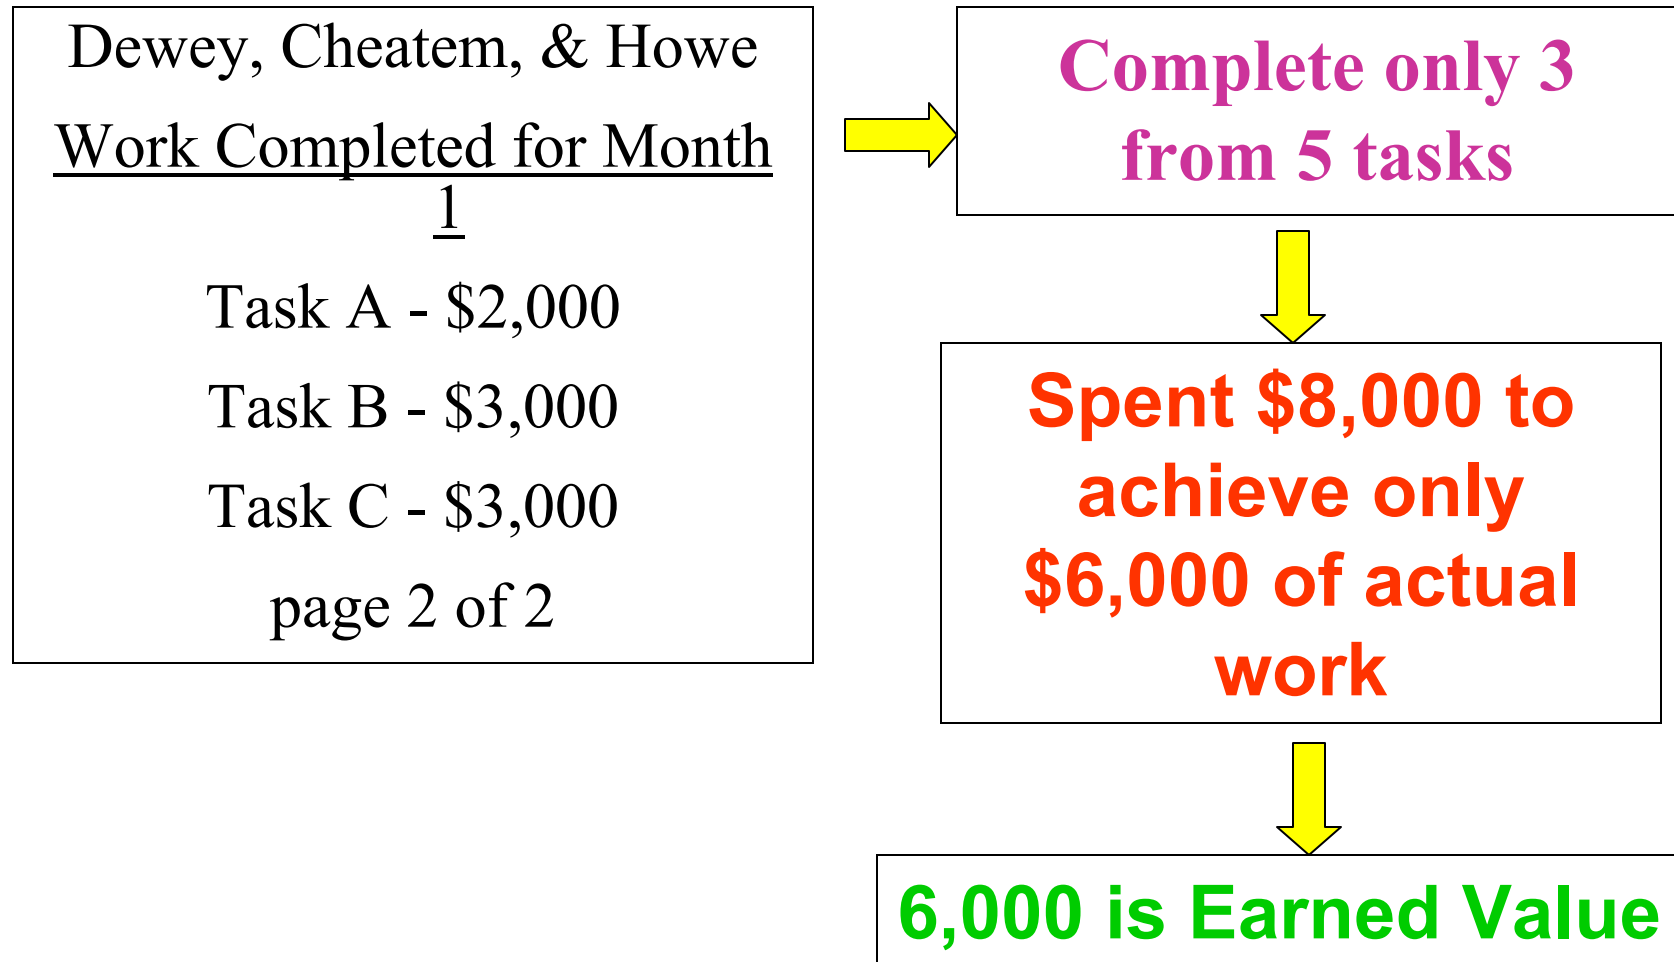 Dewey, Cheatem, & Howe
Work Completed for Month
1
Task A - $2,000
Task B - $3,000
Task C - $3,000
page 2 of 2
Complete only 3
from 5 tasks
Spent $8,000 to
achieve only
$6,000 of actual
work
6,000 is Earned Value